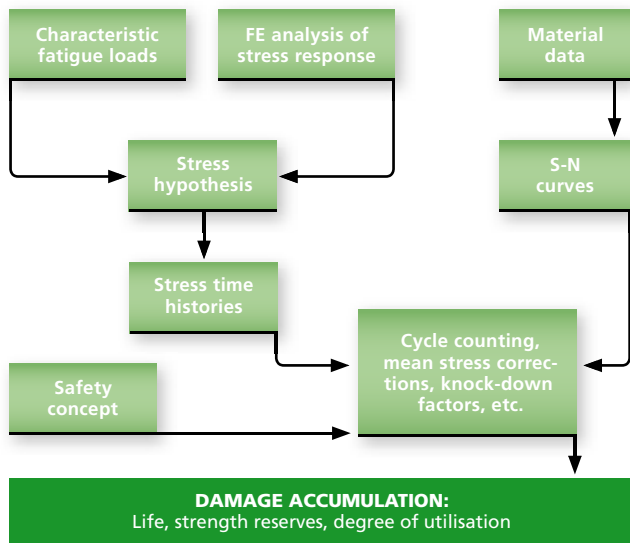 Characteristic
fatigue loads
FE analysis of
stress response
Material
data
Stress
hypothesis
S-N
curves
Stress time
histories
Cycle counting,
mean stress correc-
tions, knock-down
factors, etc.
Safety
concept
DAMAGE ACCUMULATION:
Life, strength reserves, degree of utilisation